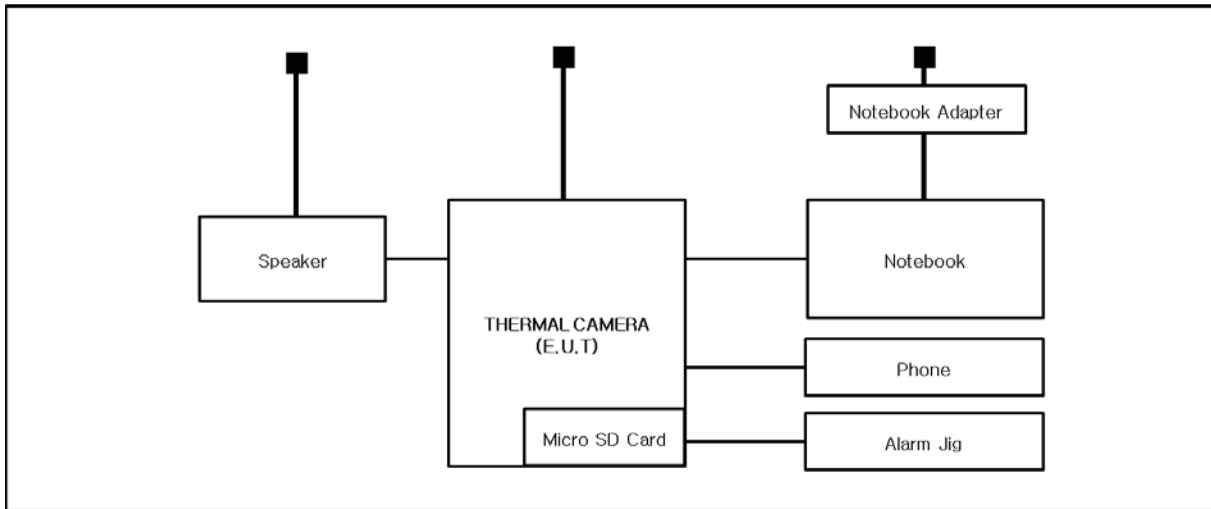 Notebook Adapter
Speaker
Notebook
THERMAL CAMERA
(E.U.T)
Phone
Micro SD Card
Alarm Jig